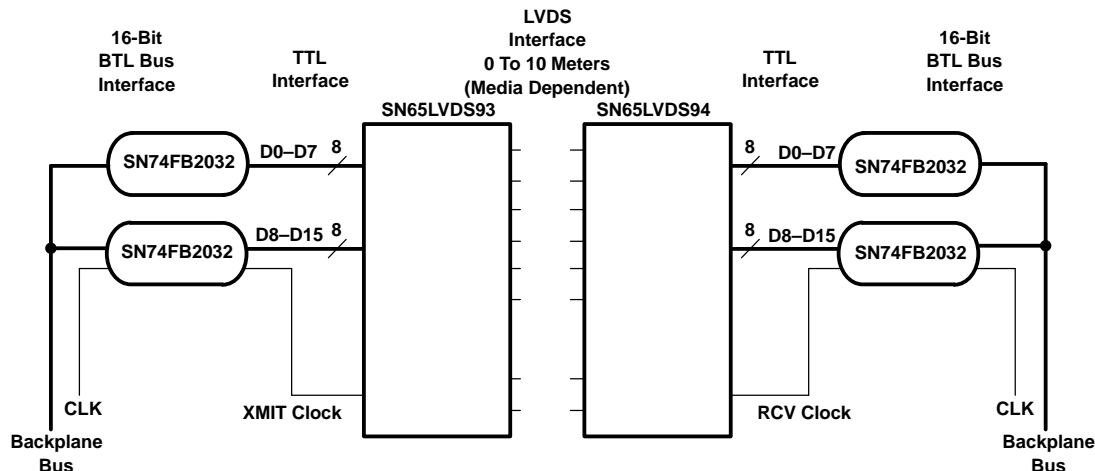 16-Bit
BTL Bus
Interface
TTL
Interface
LVDS
Interface
0 To 10 Meters
(Media Dependent)
TTL
Interface
16-Bit
BTL Bus
Interface
SN65LVDS93
SN65LVDS94
SN74FB2032
D0–D7
8
8
D0–D7
SN74FB2032
SN74FB2032
D8–D15
8
8
D8–D15
SN74FB2032
CLK
XMIT Clock
RCV Clock
CLK
Backplane
Bus
Backplane
Bus